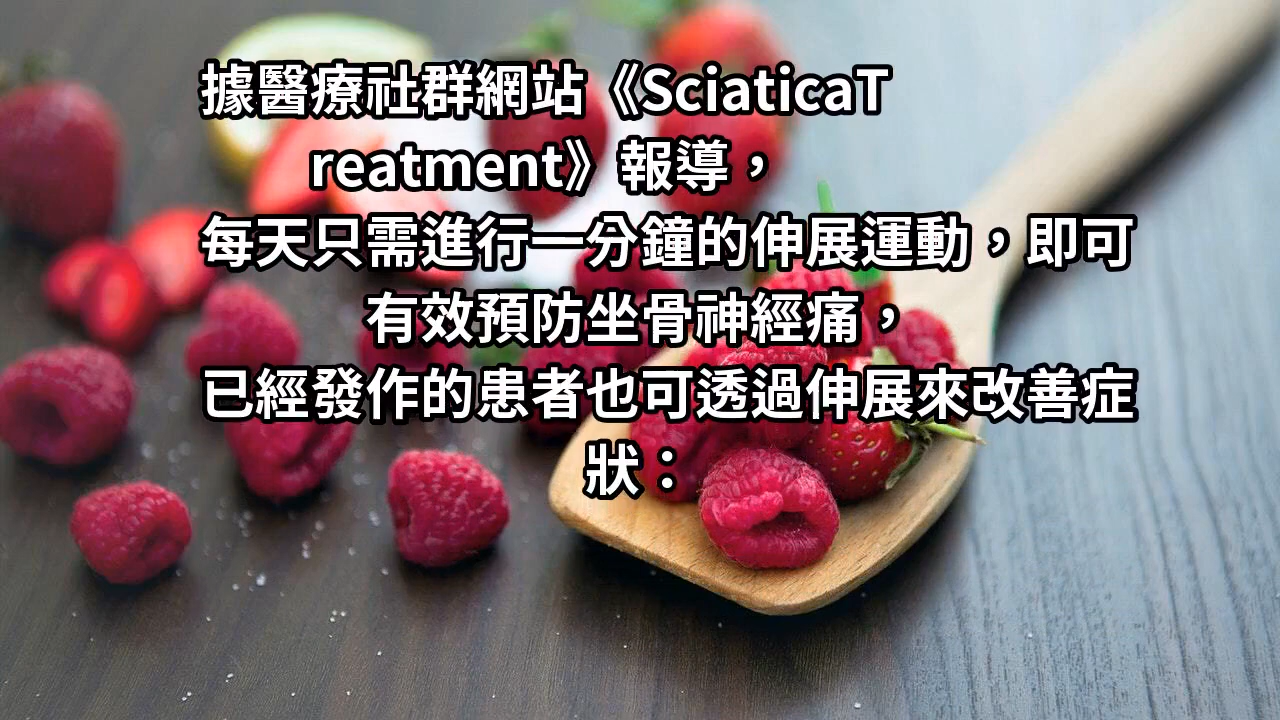 據醫療社群網站《SciaticaT
reatment》報導，
每天只需進行一分鐘的伸展運動，即可
有效預防坐骨神經痛，
已經發作的患者也可透過伸展來改善症
狀：